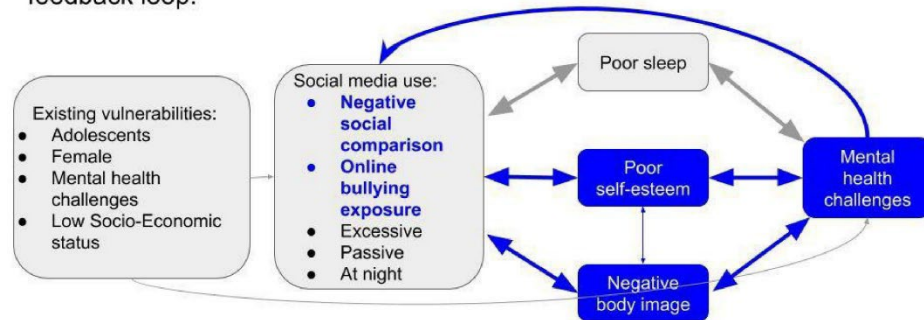 feedback loop.
Existing vulnerabilities:
● Adolescents
● Female
● Mental health
challenges
● Low Socio-Economic
status
Social media use:
● Negative
social
comparison
● Online
bullying
exposure
● Excessive
● Passive
● At night
Poor sleep
Poor
self-esteem
Negative
body image
Mental
health
challenges